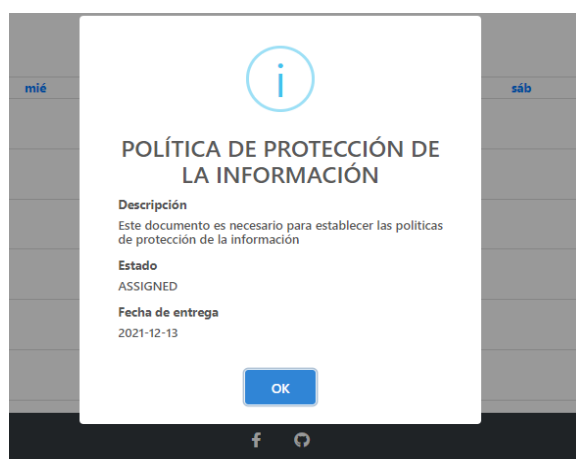 mié
sáb
POLÍTICA DE PROTECCIÓN DE
LA INFORMACIÓN
Descripción
Este documento es necesario para establecer las politicas
de protección de la información
Estado
ASSIGNED
Fecha de entrega
2021-12-13
OK